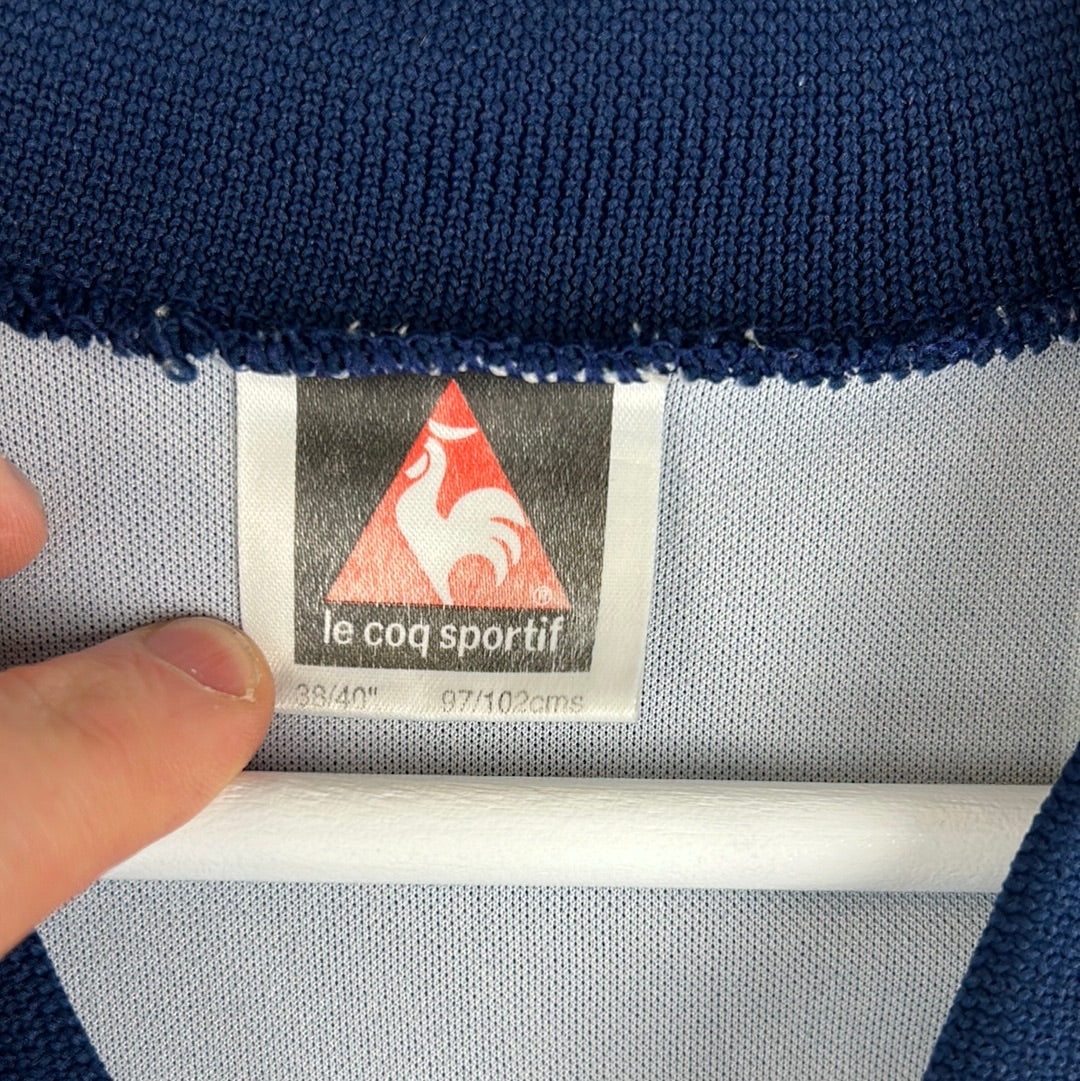 ®
le coq sportif
38/40" 97/102cms